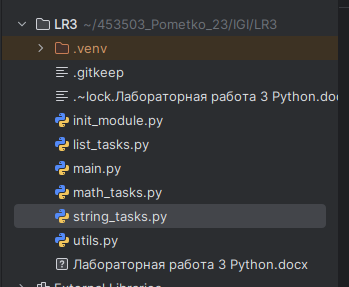 LR3 ~/453503_Pometko_23/IGI/LR3
.venv
.gitkeep
.~lock.Лабораторная работа 3 Python.doc
init_module.py
list_tasks.py
main.py
math_tasks.py
string_tasks.py
utils.py
Лабораторная работа 3 Python.docx
External Libraries